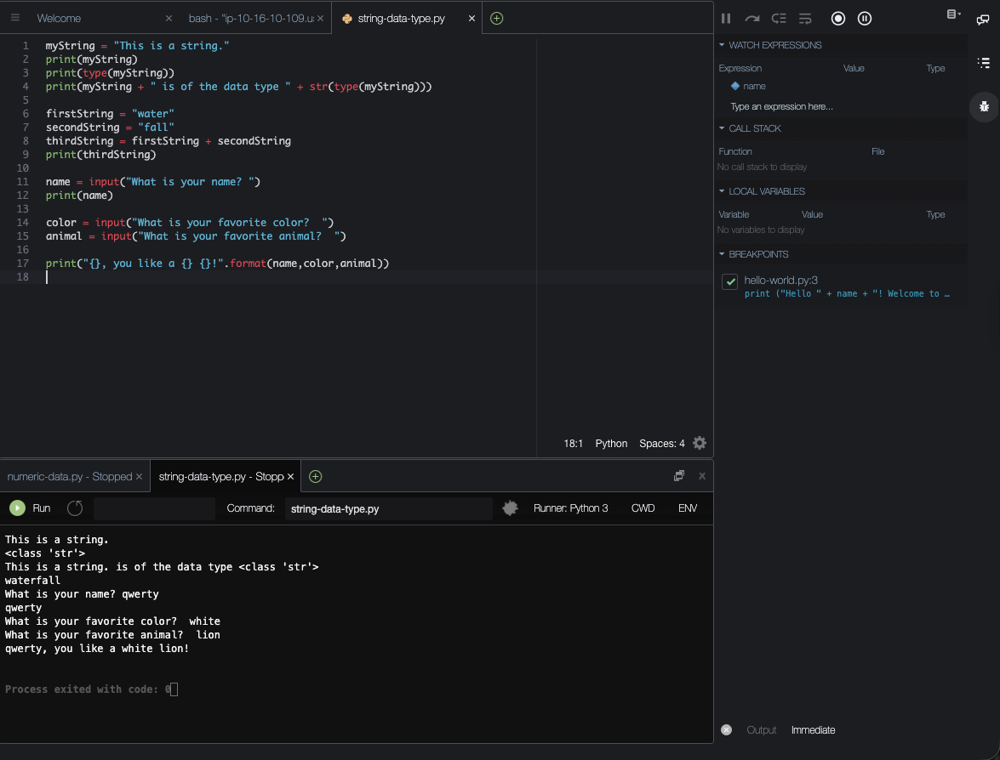 Welcome
bash - "ip-10-16-10-109.u
string-data-type.py
1 myString = "This is a string."
2 print(myString)
3 print(type(myString))
4 print(myString + " is of the data type " + str(type(myString)))
5
6 firstString = "water"
7 secondString = "fall"
8 thirdString = firstString + secondString
9 print(thirdString)
10
11 name = input("What is your name? ")
12 print(name)
13
14 color = input("What is your favorite color?  ")
15 animal = input("What is your favorite animal?  ")
16
17 print("{}, you like a {} {}!".format(name,color,animal))
18
18:1 Python Spaces: 4
numeric-data.py - Stopped
string-data-type.py - Stopp
Run
Command: string-data-type.py
Runner: Python 3
CWD
ENV
This is a string.
<class 'str'>
This is a string. is of the data type <class 'str'>
waterfall
What is your name? qwerty
qwerty
What is your favorite color?  white
What is your favorite animal?  lion
qwerty, you like a white lion!
Process exited with code: 0
WATCH EXPRESSIONS
Expression Value Type
name
Type an expression here...
CALL STACK
Function File
No call stack to display
LOCAL VARIABLES
Variable Value Type
No variables to display
BREAKPOINTS
hello-world.py:3
print ("Hello " + name + "! Welcome to …
Output Immediate